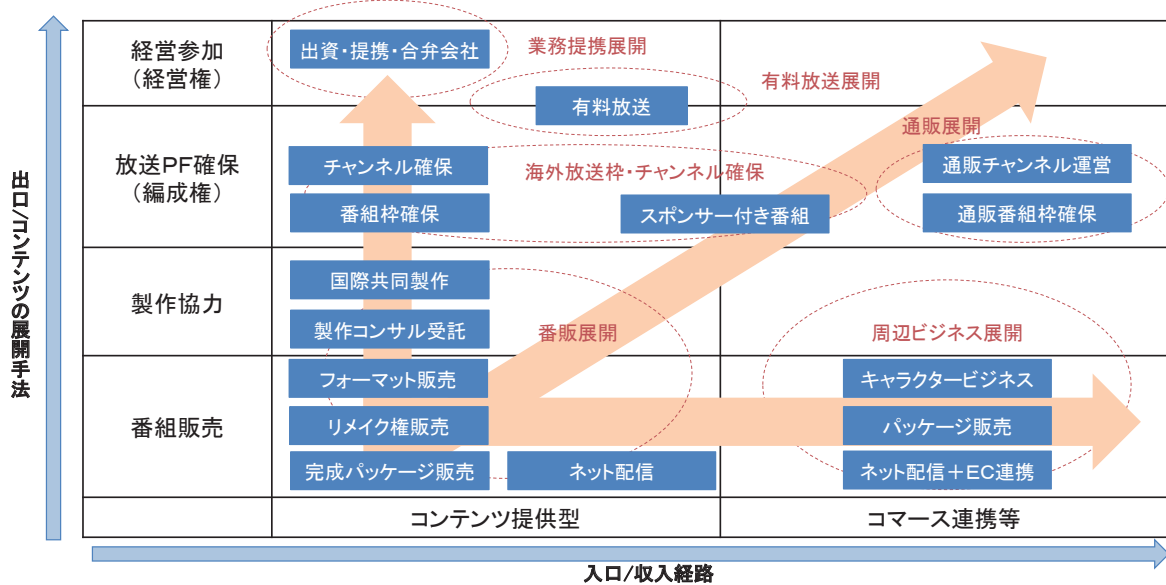 出口/コンテンツの展開手法
経営参加
（経営権）
出資・提携・合弁会社
業務提携展開
有料放送
有料放送展開
放送PF確保
（編成権）
チャンネル確保
番組枠確保
海外放送枠・チャンネル確保
スポンサー付き番組
通販展開
通販チャンネル運営
通販番組枠確保
製作協力
国際共同製作
製作コンサル受託
番販展開
周辺ビジネス展開
番組販売
フォーマット販売
リメイク権販売
完成パッケージ販売
ネット配信
キャラクタービジネス
パッケージ販売
ネット配信＋EC連携
コンテンツ提供型
コマース連携等
入口/収入経路